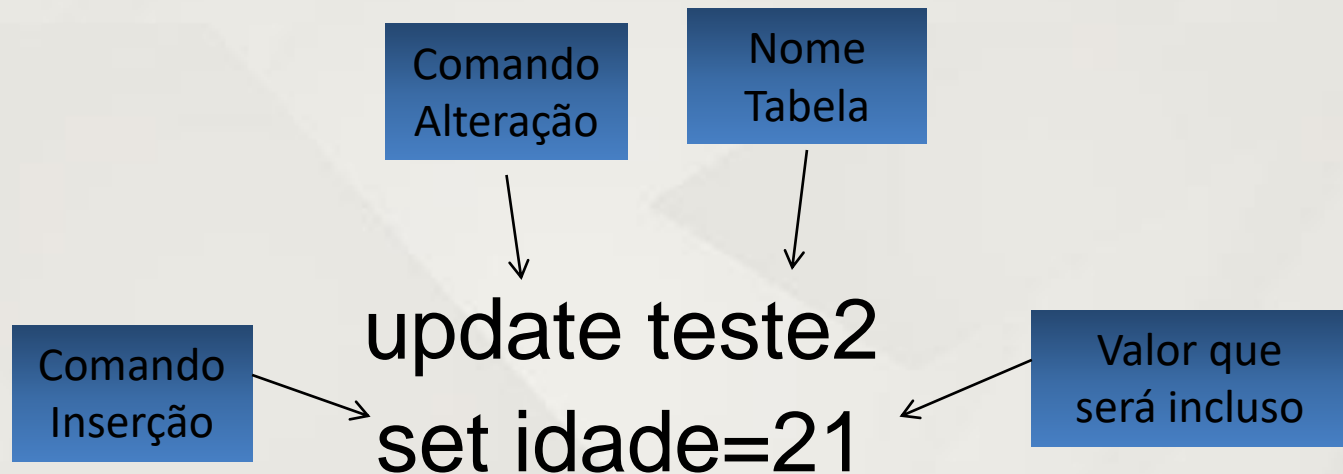 Comando
Alteração
Nome
Tabela
update teste2
Comando
Inserção
set idade=21
Valor que
será incluso